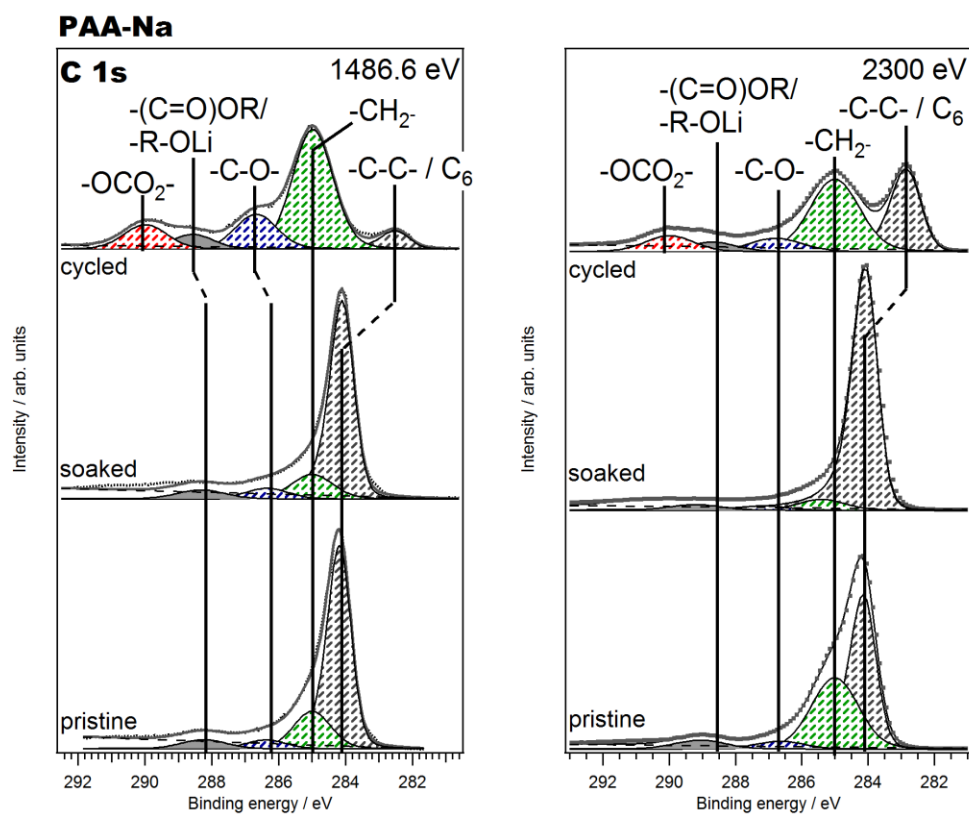 PAA-Na
C 1s
1486.6 eV
-(C=O)OR/
-R-OLi
-CH₂-
-OCO₂-
-C-O-
-C-C- / C₆
cycled
soaked
pristine
Intensity / arb. units
292
290
288
286
284
282
Binding energy / eV
2300 eV
-(C=O)OR/
-R-OLi
-C-C- / C₆
-CH₂-
-OCO₂-
-C-O-
cycled
soaked
pristine
Intensity / arb. units
292
290
288
286
284
282
Binding energy / eV